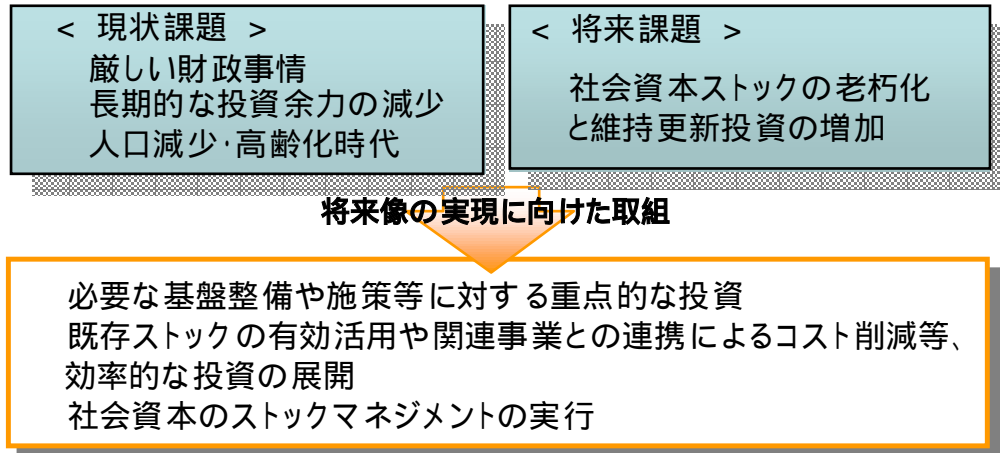 < 現状課題 >
厳しい財政事情
長期的な投資余力の減少
人口減少・高齢化時代
< 将来課題 >
社会資本ストックの老朽化
と維持更新投資の増加
将来像の実現に向けた取組
必要な基盤整備や施策等に対する重点的な投資
既存ストックの有効活用や関連事業との連携によるコスト削減等、
効率的な投資の展開
社会資本のストックマネジメントの実行